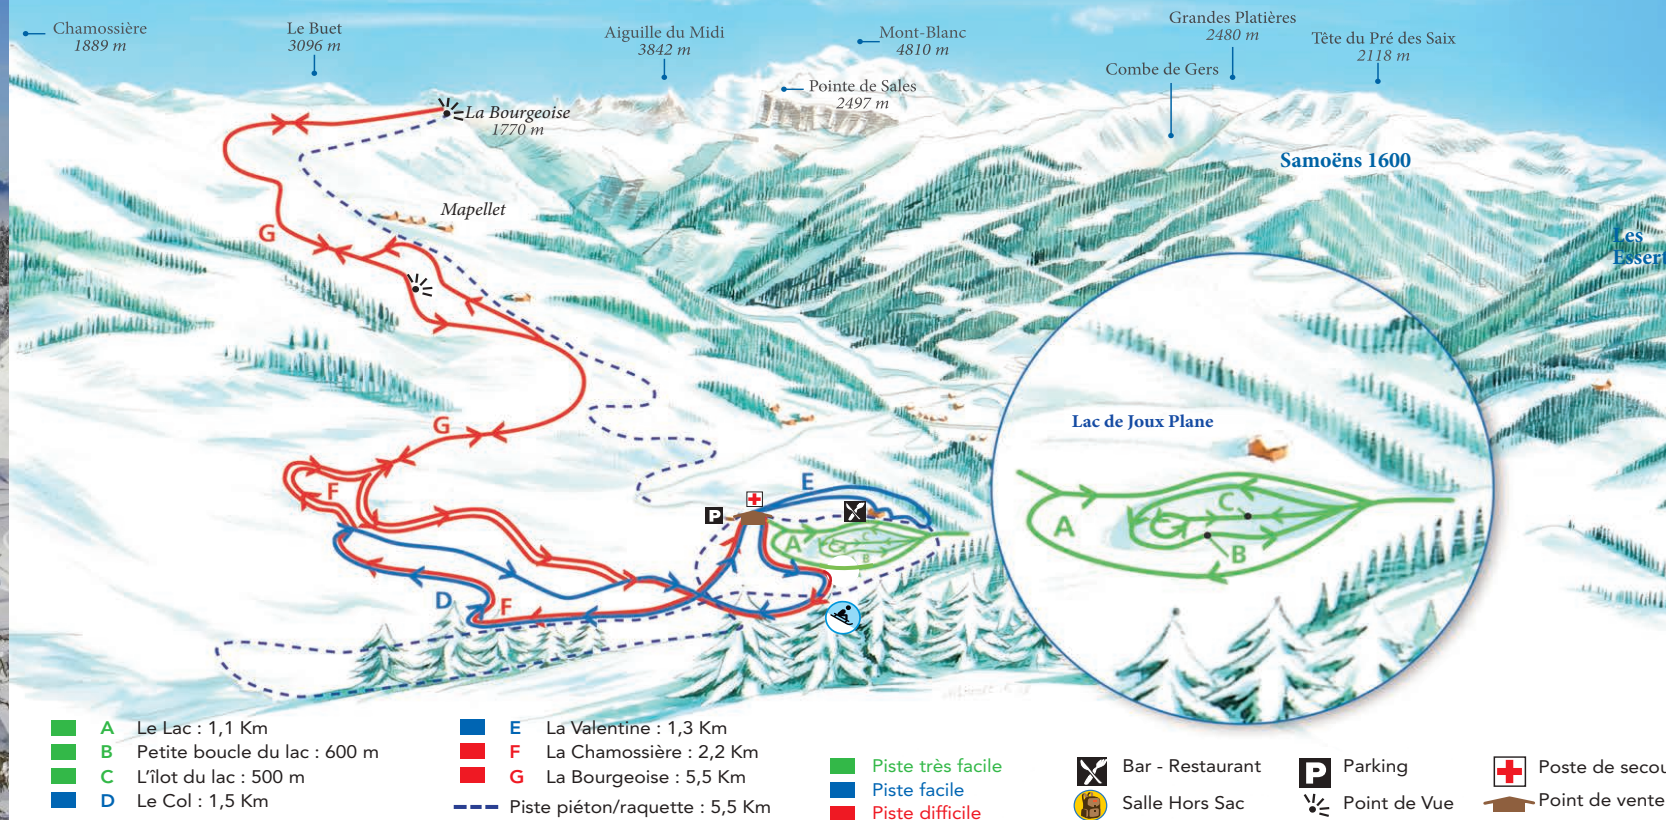 Chamossière
1889 m
Le Buet
3096 m
Aiguille du Midi
3842 m
Mont-Blanc
4810 m
Grandes Platières
2480 m
Tête du Pré des Saix
2118 m
Combe de Gers
Pointe de Sales
2497 m
La Bourgeoise
1770 m
Samoëns 1600
Mapellet
G
Les
Essert
G
Lac de Joux Plane
F
E
P
A
C
B
A
C
B
D
F
A Le Lac : 1,1 Km
B Petite boucle du lac : 600 m
C L'îlot du lac : 500 m
D Le Col : 1,5 Km
E La Valentine : 1,3 Km
F La Chamossière : 2,2 Km
G La Bourgeoise : 5,5 Km
Piste piéton/raquette : 5,5 Km
Piste très facile
Piste facile
Piste difficile
Bar - Restaurant
Salle Hors Sac
P Parking
Point de Vue
Poste de secou
Point de vente